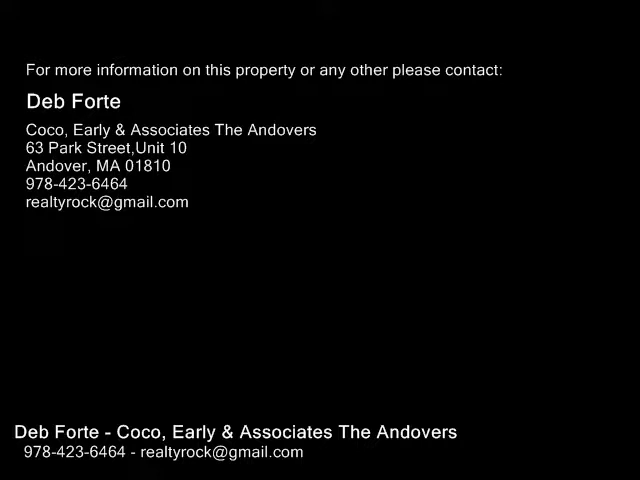 For more information on this property or any other please contact:
Deb Forte
Coco, Early & Associates The Andovers
63 Park Street,Unit 10
Andover, MA 01810
978-423-6464
realtyrock@gmail.com
Deb Forte - Coco, Early & Associates The Andovers
978-423-6464 - realtyrock@gmail.com